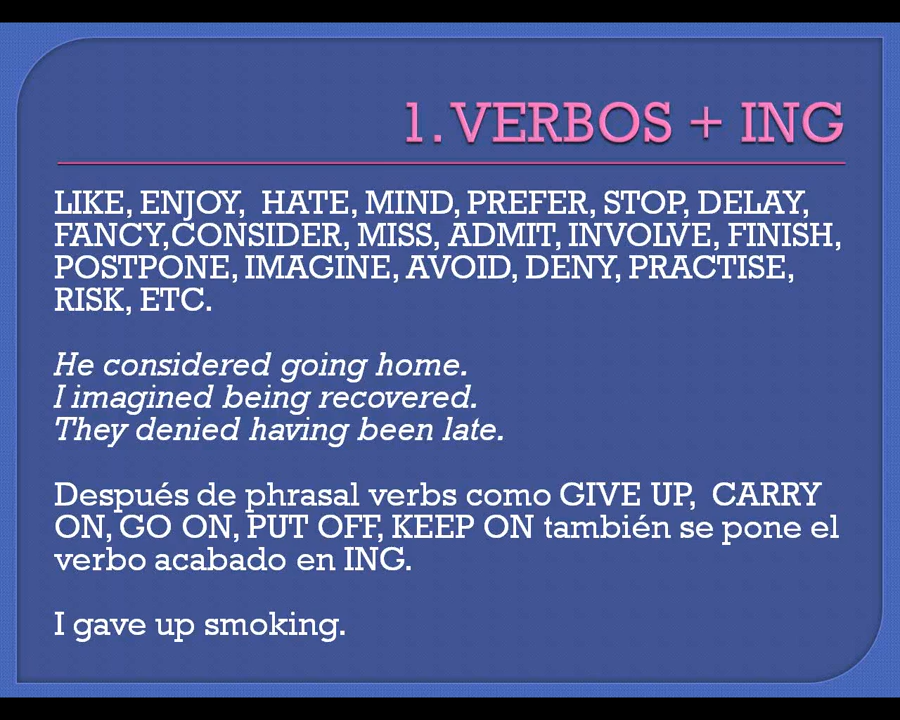 1. VERBOS + ING
LIKE, ENJOY, HATE, MIND, PREFER, STOP, DELAY,
FANCY,CONSIDER, MISS, ADMIT, INVOLVE, FINISH,
POSTPONE, IMAGINE, AVOID, DENY, PRACTISE,
RISK, ETC.
He considered going home.
I imagined being recovered.
They denied having been late.
Después de phrasal verbs como GIVE UP, CARRY
ON, GO ON, PUT OFF, KEEP ON también se pone el
verbo acabado en ING.
I gave up smoking.